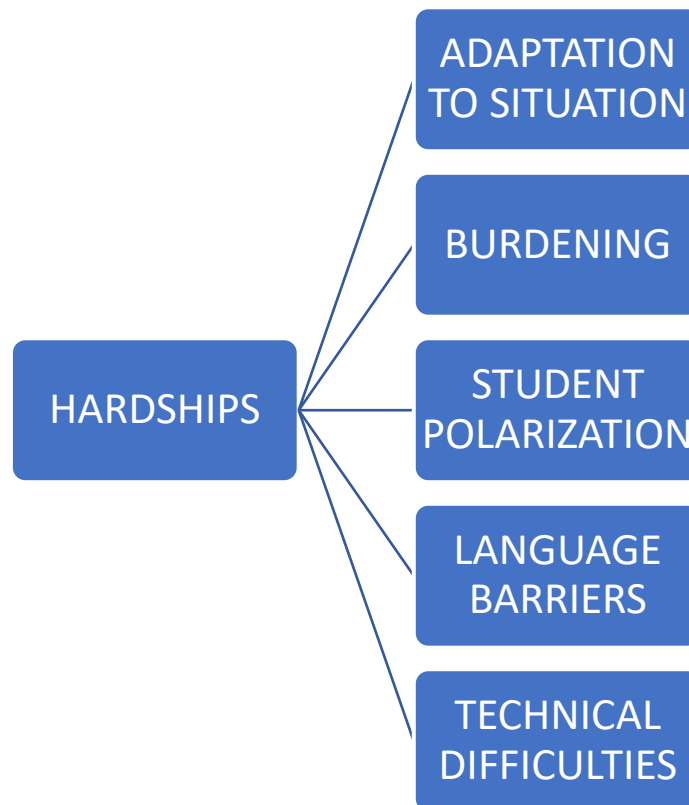 HARDSHIPS
ADAPTATION
TO SITUATION
BURDENING
STUDENT
POLARIZATION
LANGUAGE
BARRIERS
TECHNICAL
DIFFICULTIES